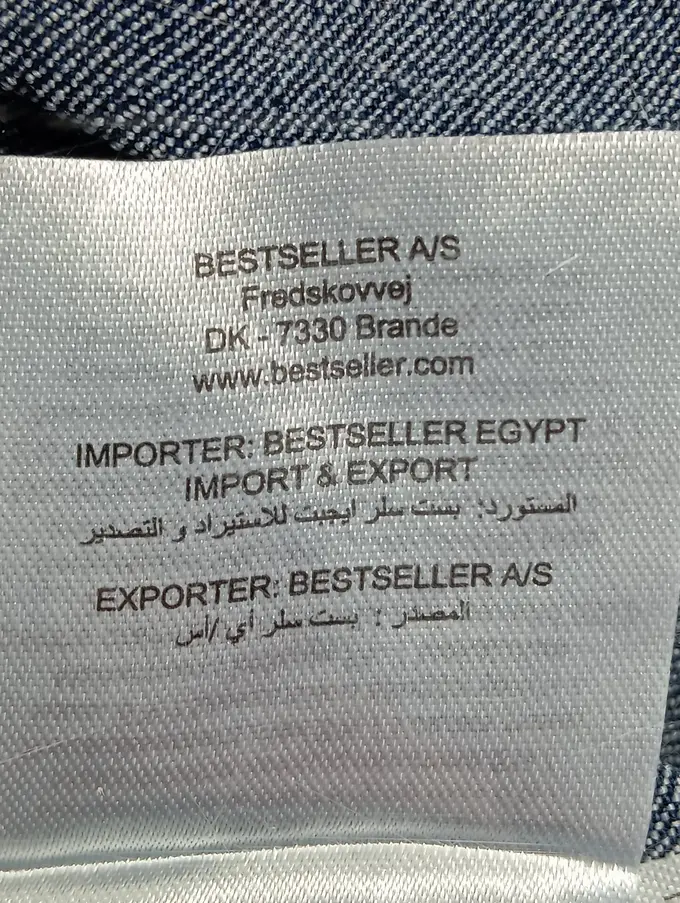 BESTSELLER A/S
Fredskovvej
DK - 7330 Brande
www.bestseller.com
IMPORTER: BESTSELLER EGYPT
IMPORT & EXPORT
المستورد: بست سلر ايجبت للاستيراد و التصدير
EXPORTER: BESTSELLER A/S
المصدر : بست سلر أي /أس